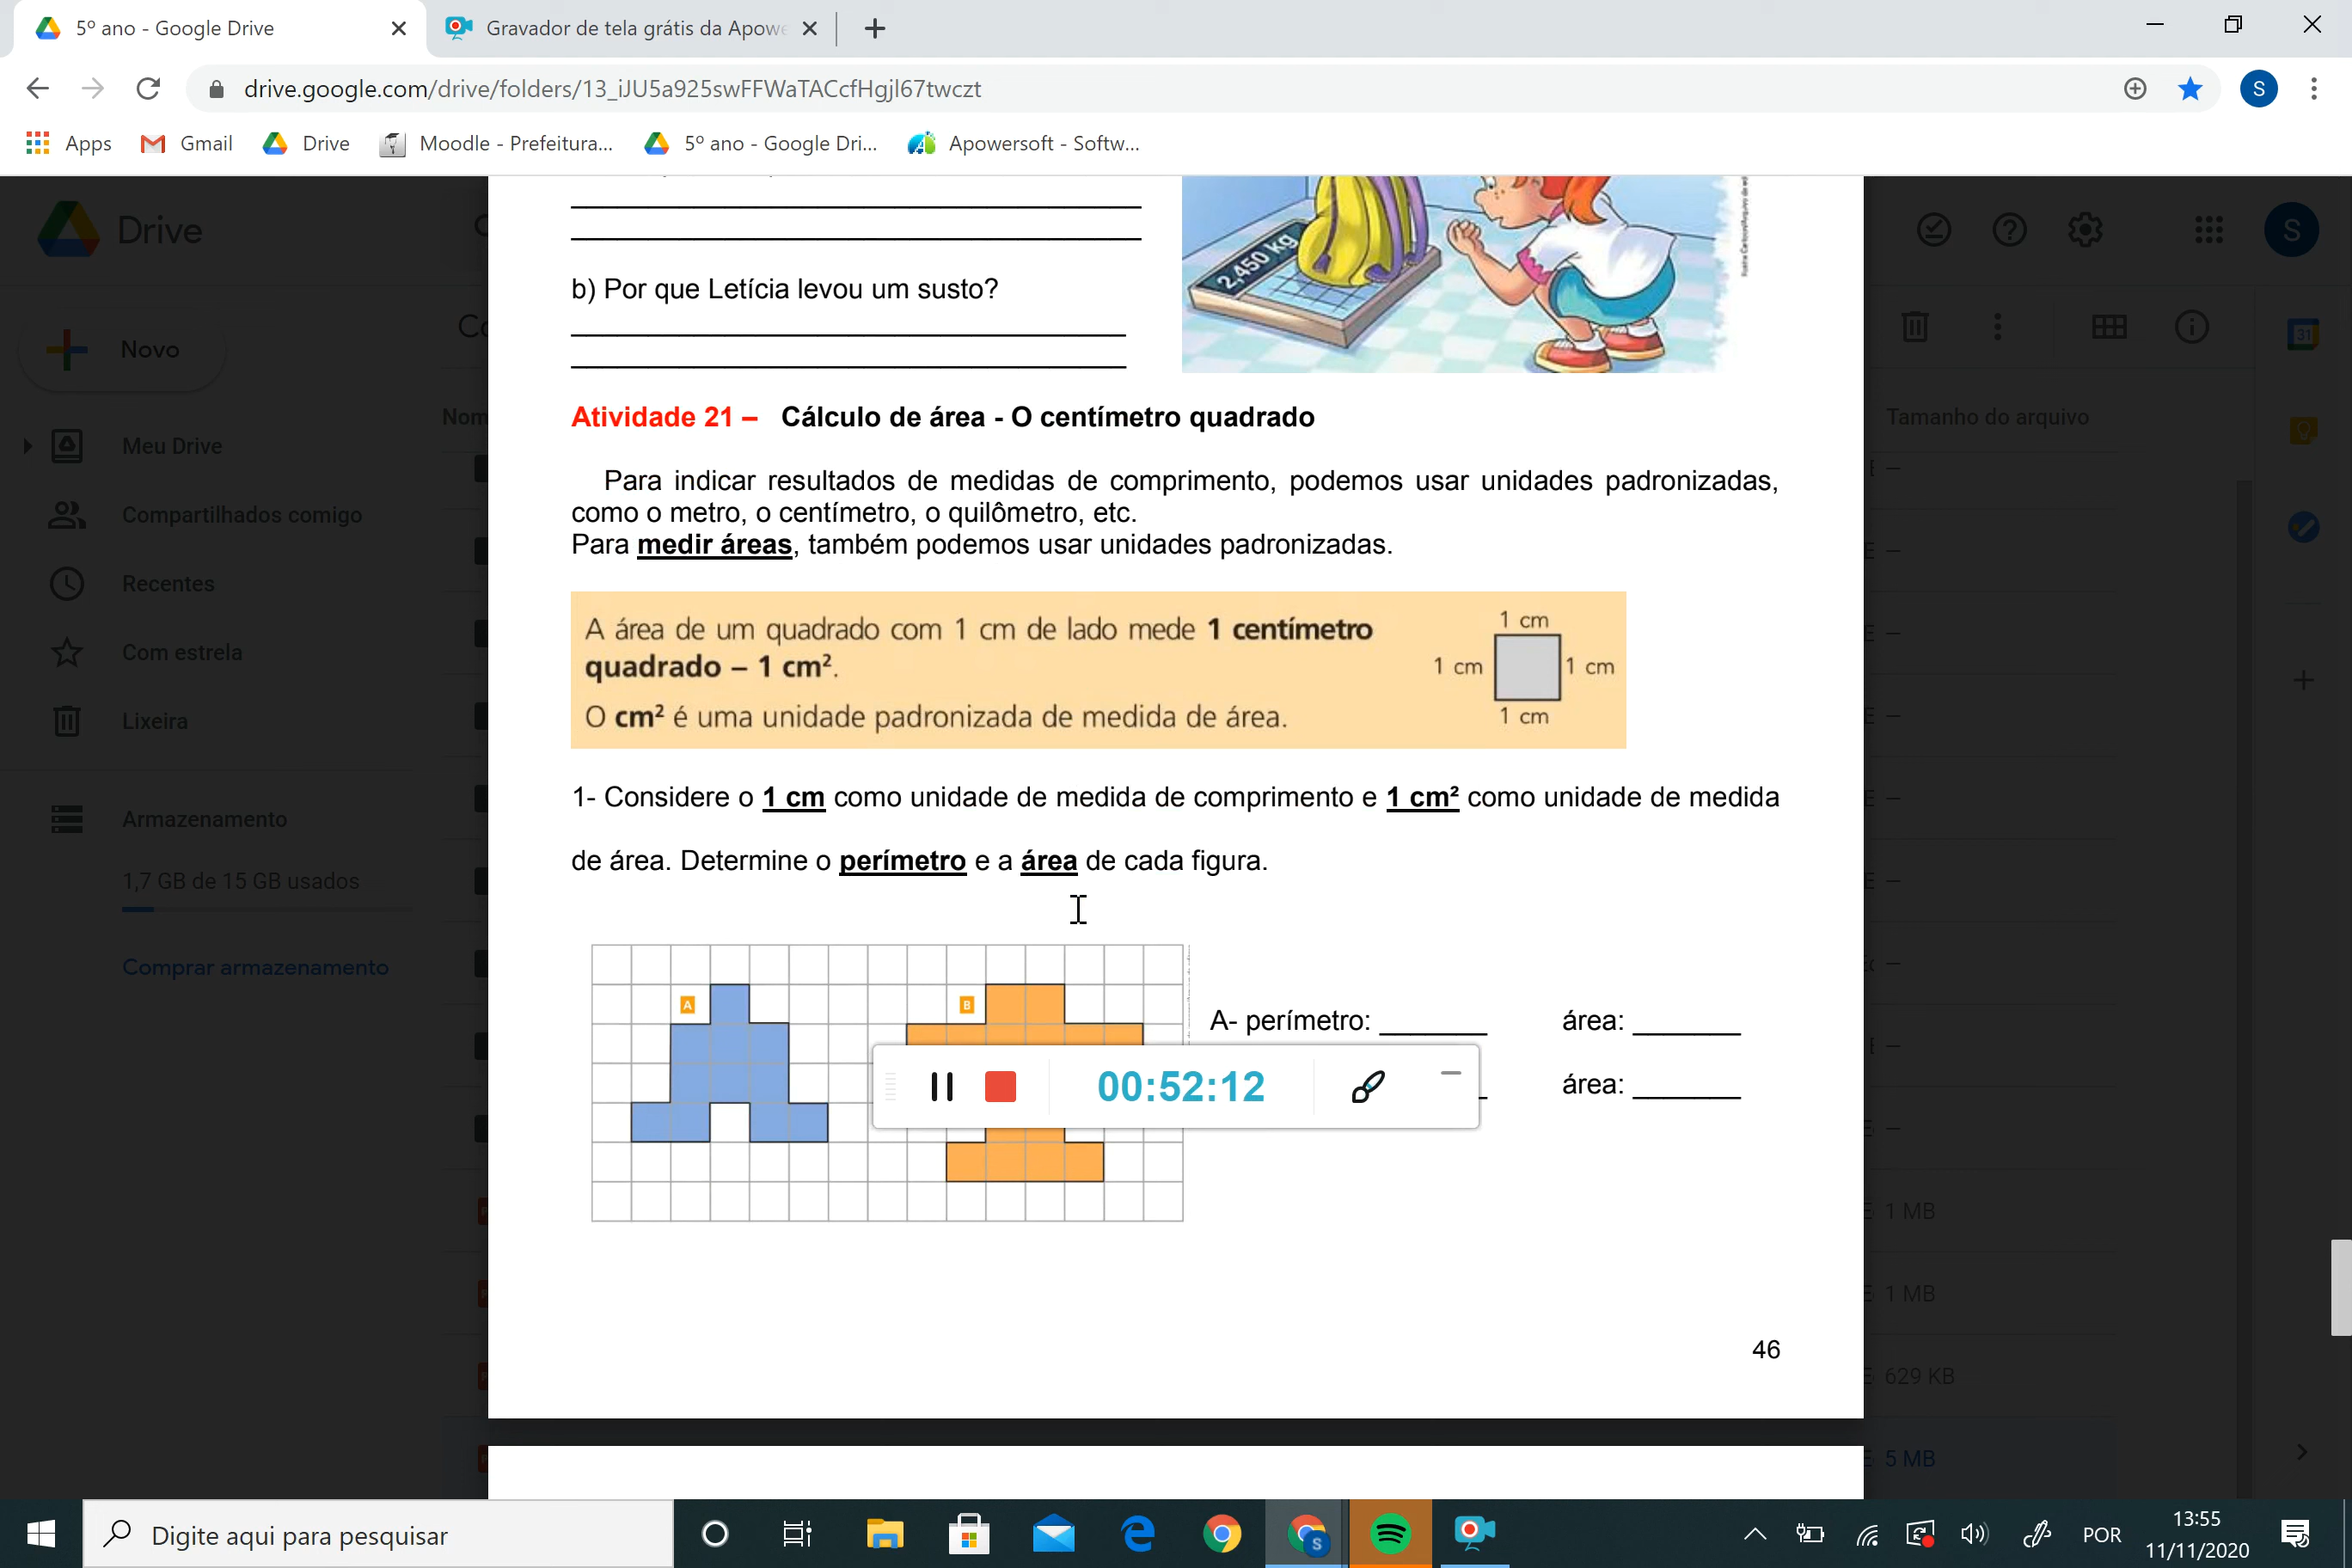 5º ano - Google Drive
Gravador de tela grátis da Apowe
drive.google.com/drive/folders/13_iJU5a925swFFWaTACcfHgjl67twczt
S
Apps
Gmail
Drive
Moodle - Prefeitura...
5º ano - Google Dri...
Apowersoft - Softw...
Drive
S
Novo
Meu Drive
Compartilhados comigo
Recentes
Com estrela
Lixeira
Armazenamento
1,7 GB de 15 GB usados
Comprar armazenamento
Nom
Tamanho do arquivo
31
2,450 kg
b) Por que Letícia levou um susto?
Atividade 21 – Cálculo de área - O centímetro quadrado
Para indicar resultados de medidas de comprimento, podemos usar unidades padronizadas,
como o metro, o centímetro, o quilômetro, etc.
Para medir áreas, também podemos usar unidades padronizadas.
A área de um quadrado com 1 cm de lado mede 1 centímetro
quadrado – 1 cm².
O cm² é uma unidade padronizada de medida de área.
1 cm
1 cm
1 cm
1 cm
1- Considere o 1 cm como unidade de medida de comprimento e 1 cm² como unidade de medida
de área. Determine o perímetro e a área de cada figura.
A
B
A- perímetro: _______ área: _______
área: _______
00:52:12
46
1 MB
1 MB
629 KB
5 MB
Digite aqui para pesquisar
S
POR
13:55
11/11/2020